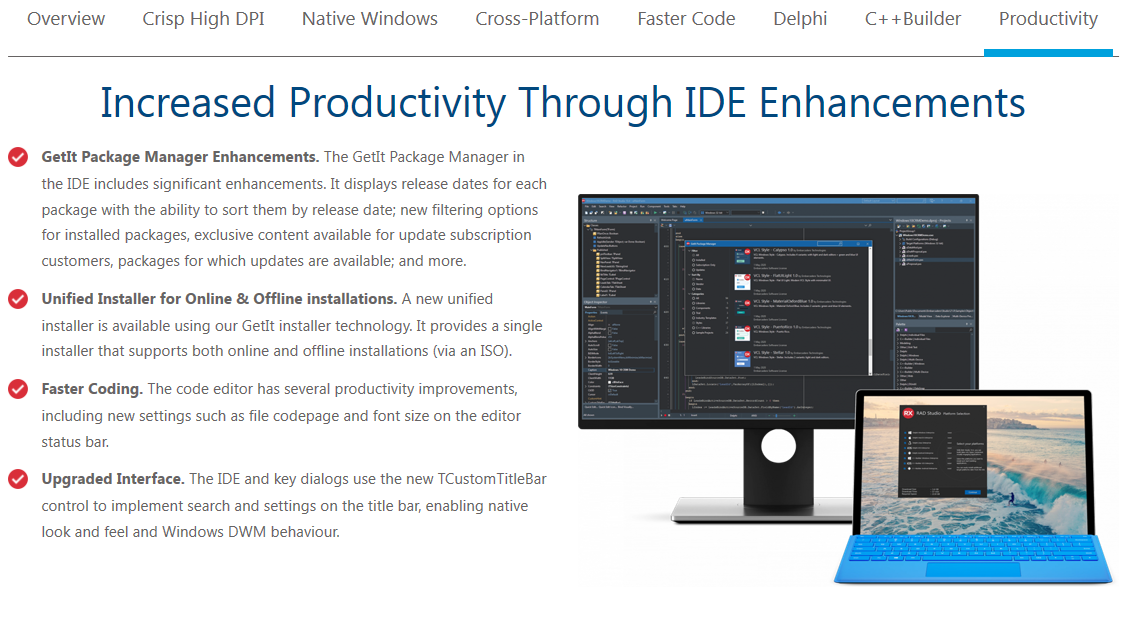 Overview Crisp High DPI Native Windows Cross-Platform Faster Code Delphi C++Builder Productivity
Increased Productivity Through IDE Enhancements
GetIt Package Manager Enhancements. The GetIt Package Manager in
the IDE includes significant enhancements. It displays release dates for each
package with the ability to sort them by release date; new filtering options
for installed packages, exclusive content available for update subscription
customers, packages for which updates are available; and more.
Unified Installer for Online & Offline installations. A new unified
installer is available using our GetIt installer technology. It provides a single
installer that supports both online and offline installations (via an ISO).
Faster Coding. The code editor has several productivity improvements,
including new settings such as file codepage and font size on the editor
status bar.
Upgraded Interface. The IDE and key dialogs use the new TCustomTitleBar
control to implement search and settings on the title bar, enabling native
look and feel and Windows DWM behaviour.
RX RAD Studio Platform Selection